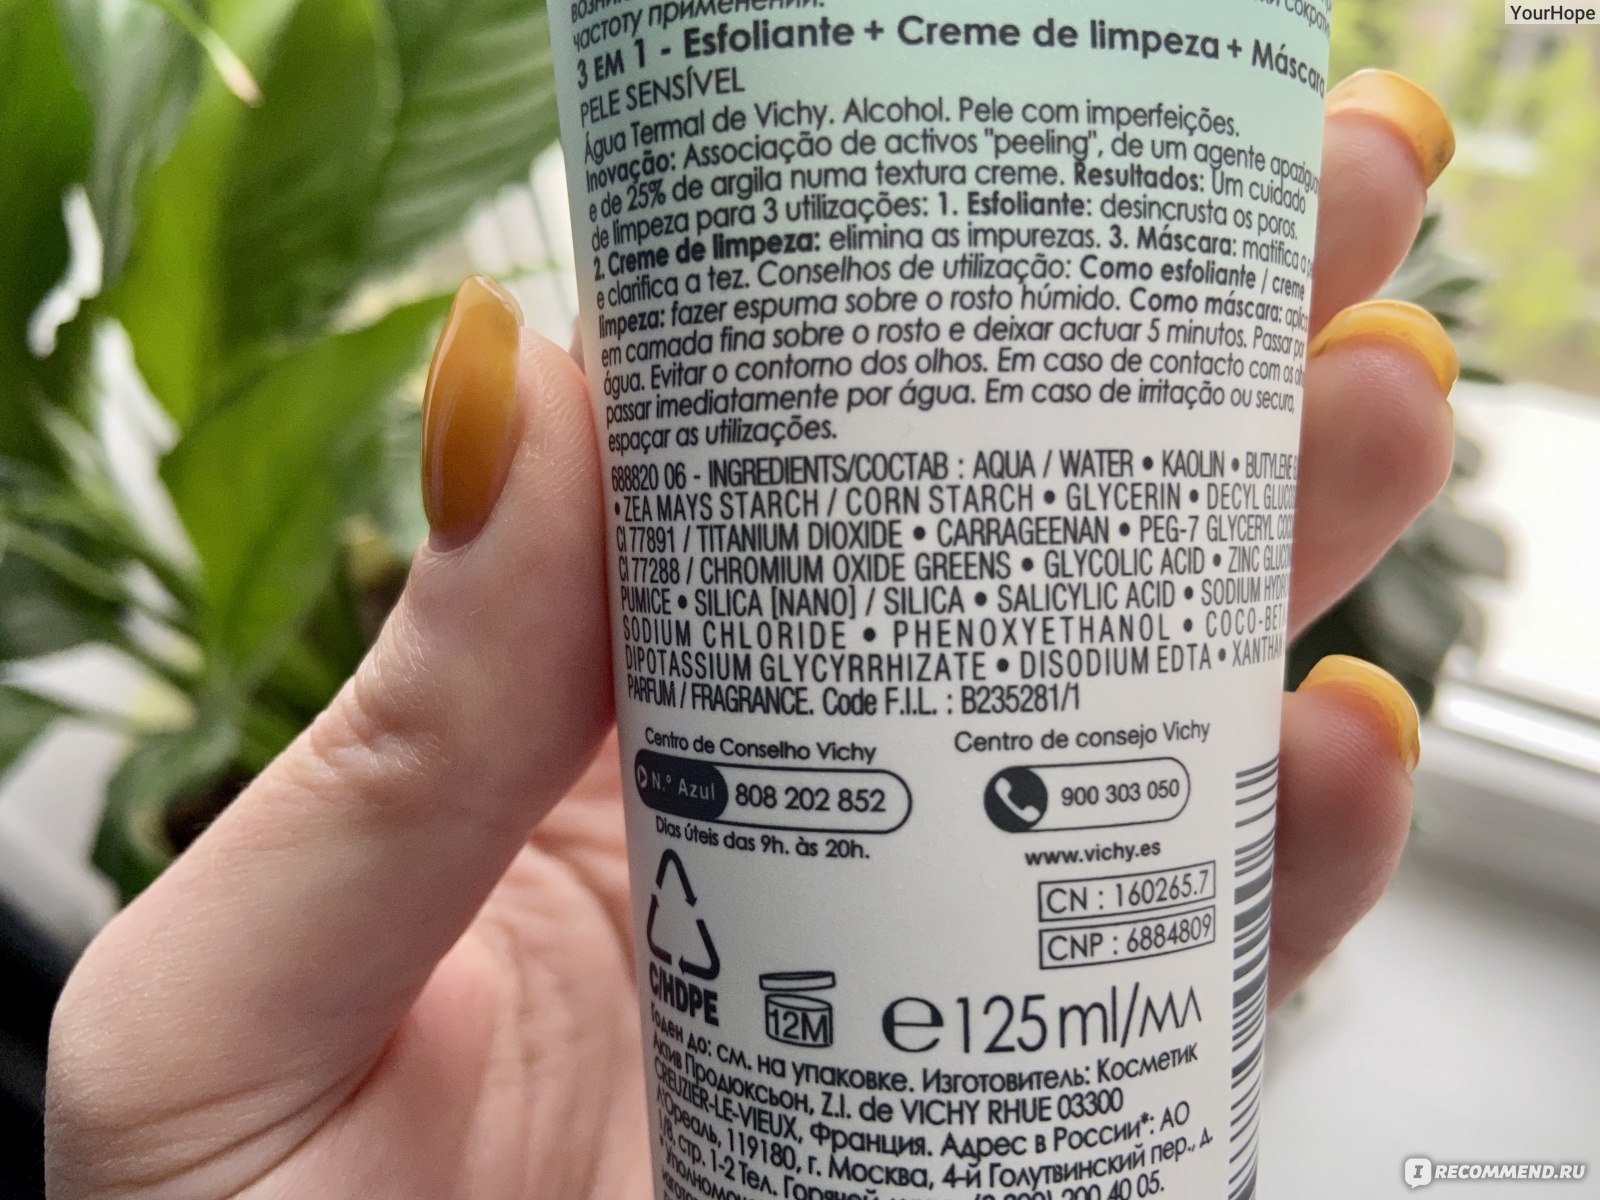 YourHope
частоту применений.
3 EM 1 - Esfoliante + Creme de limpeza + Máscara
PELE SENSÍVEL
Água Termal de Vichy. Alcohol. Pele com imperfeições.
Inovação: Associação de activos "peeling", de um agente
e de 25% de argila numa textura creme. Resultados: Um cuidado
de limpeza para 3 utilizações: 1. Esfoliante: desincrusta os poros.
2. Creme de limpeza: elimina as impurezas. 3. Máscara: matifica a
e clarifica a tez. Conselhos de utilização: Como esfoliante / creme
limpeza: fazer espuma sobre o rosto húmido. Como máscara:
em camada fina sobre o rosto e deixar actuar 5 minutos. Passar por
água. Evitar o contorno dos olhos. Em caso de contacto com os
passar imediatamente por água. Em caso de irritação ou secura,
espaçar as utilizações.
688820 06 - INGREDIENTS/СОСТАВ : AQUA / WATER • KAOLIN • BUTYLENE
• ZEA MAYS STARCH / CORN STARCH • GLYCERIN • DECYL
CI 77891 / TITANIUM DIOXIDE • CARRAGEENAN • PEG-7 GLYCERYL
CI 77288 / CHROMIUM OXIDE GREENS • GLYCOLIC ACID • ZINC
PUMICE • SILICA [NANO] / SILICA • SALICYLIC ACID • SODIUM
SODIUM CHLORIDE • PHENOXYETHANOL •
DIPOTASSIUM GLYCYRRHIZATE • DISODIUM EDTA •
PARFUM / FRAGRANCE. Code F.I.L. : B235281/1
Centro de Conselho Vichy
N.º Azul 808 202 852
Dias úteis das 9h. às 20h.
Centro de consejo Vichy
900 303 050
www.vichy.es
CN : 160265.7
CNP : 6884809
C/HDPE
12M
e 125 ml/мл
Годен до: см. на упаковке. Изготовитель: Косметик
Актив Продюксьон, Z.I. de VICHY RHUE 03300
CREUZIER-LE-VIEUX, Франция. Адрес в России*: АО
Л'Ореаль, 119180, г. Москва, 4-й Голутвинский пер., д.
1/8, стр. 1-2 Тел.
200 40 05.
IRECOMMEND.RU